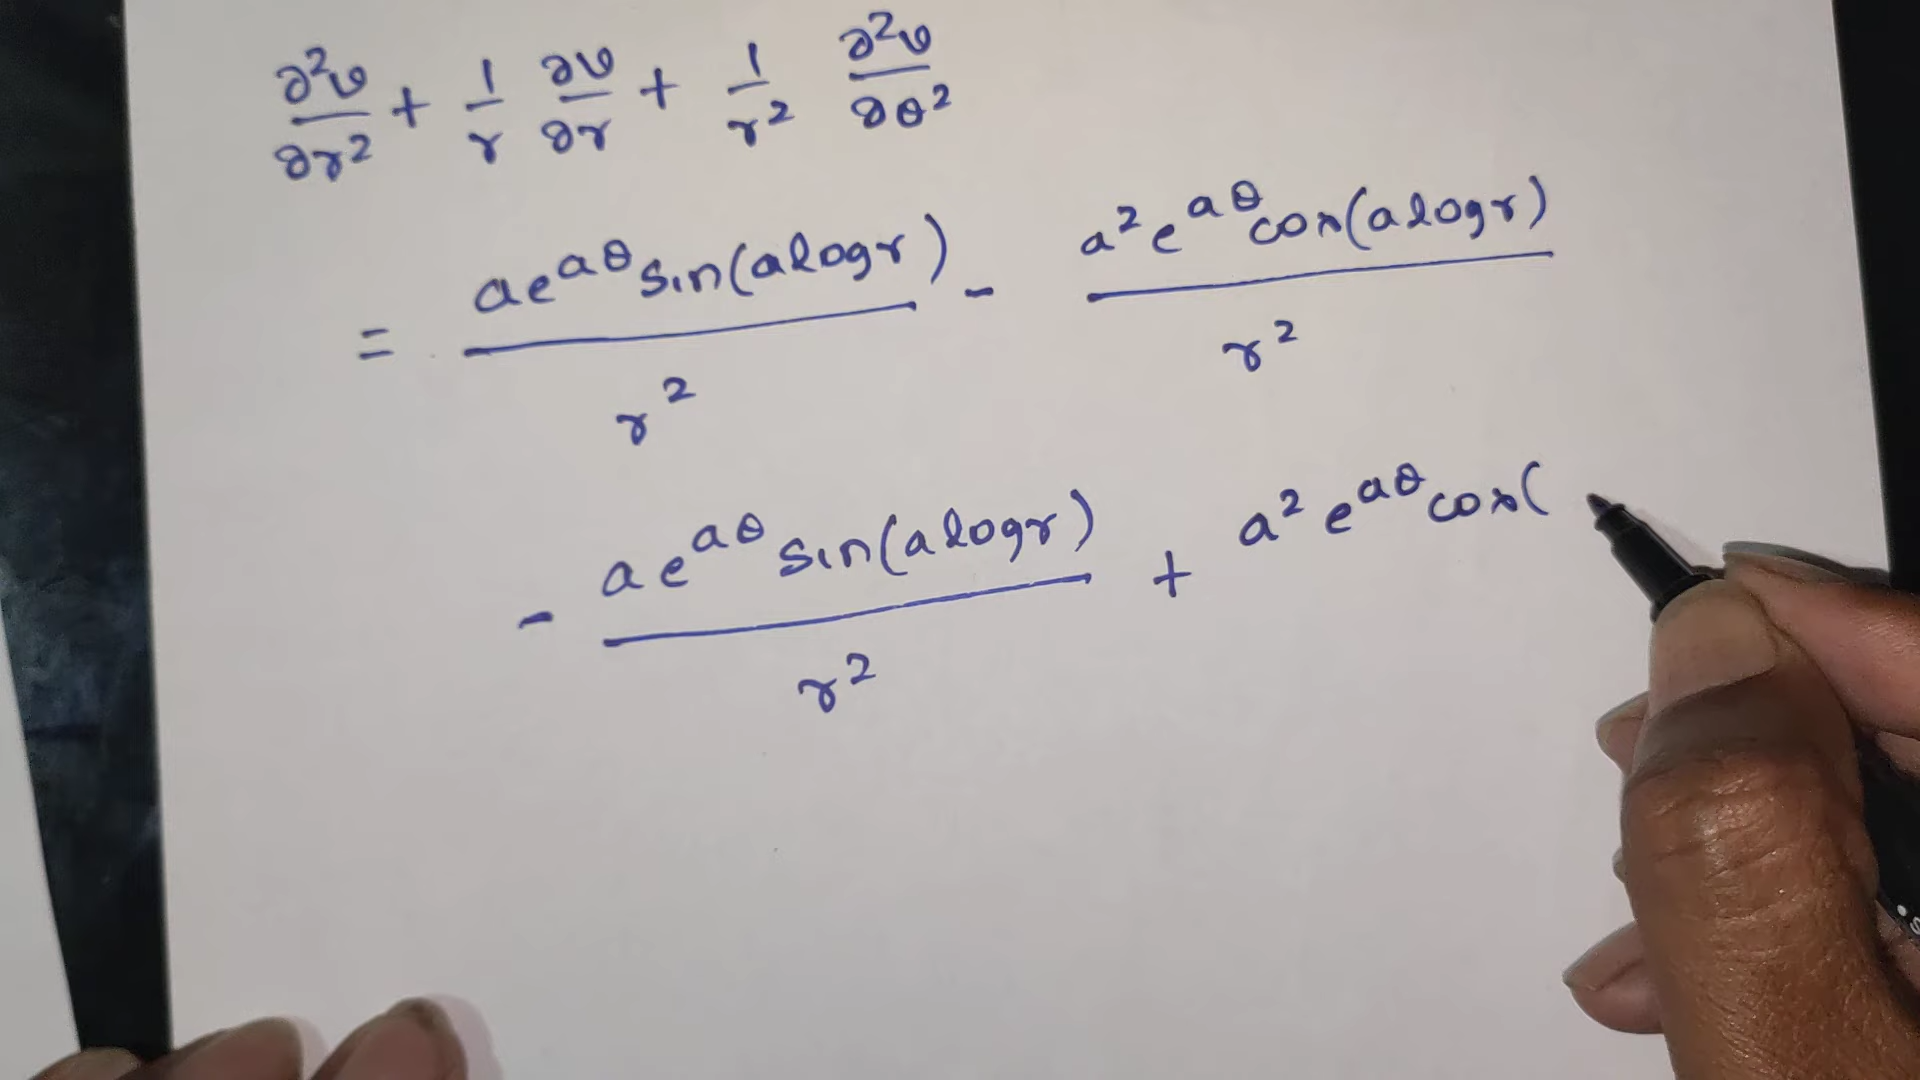 ∂²v/∂r² + 1/r ∂v/∂r + 1/r² ∂²v/∂θ²
= ae^{aθ} sin(a log r)/r² - a²e^{aθ} cos(a log r)/r²
- ae^{aθ} sin(a log r)/r² + a²e^{aθ} cos(